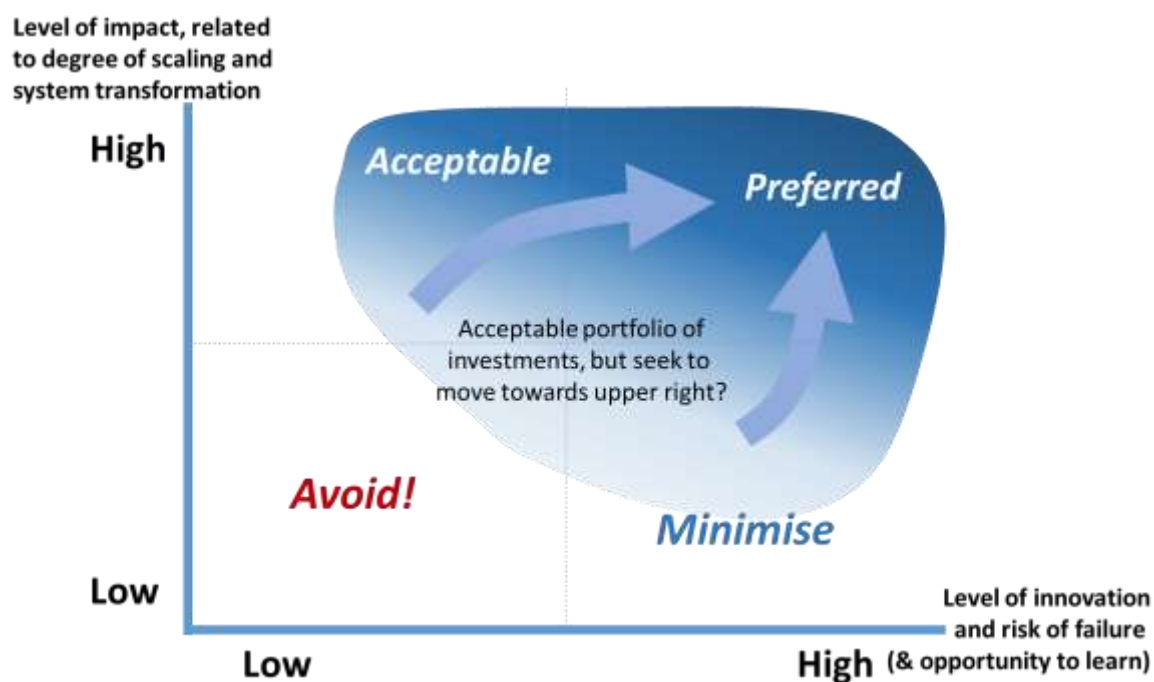 Level of impact, related
to degree of scaling and
system transformation
High
Acceptable
Preferred
Acceptable portfolio of
investments, but seek to
move towards upper right?
Avoid!
Minimise
Low
Low
High
Level of innovation
and risk of failure
(& opportunity to learn)